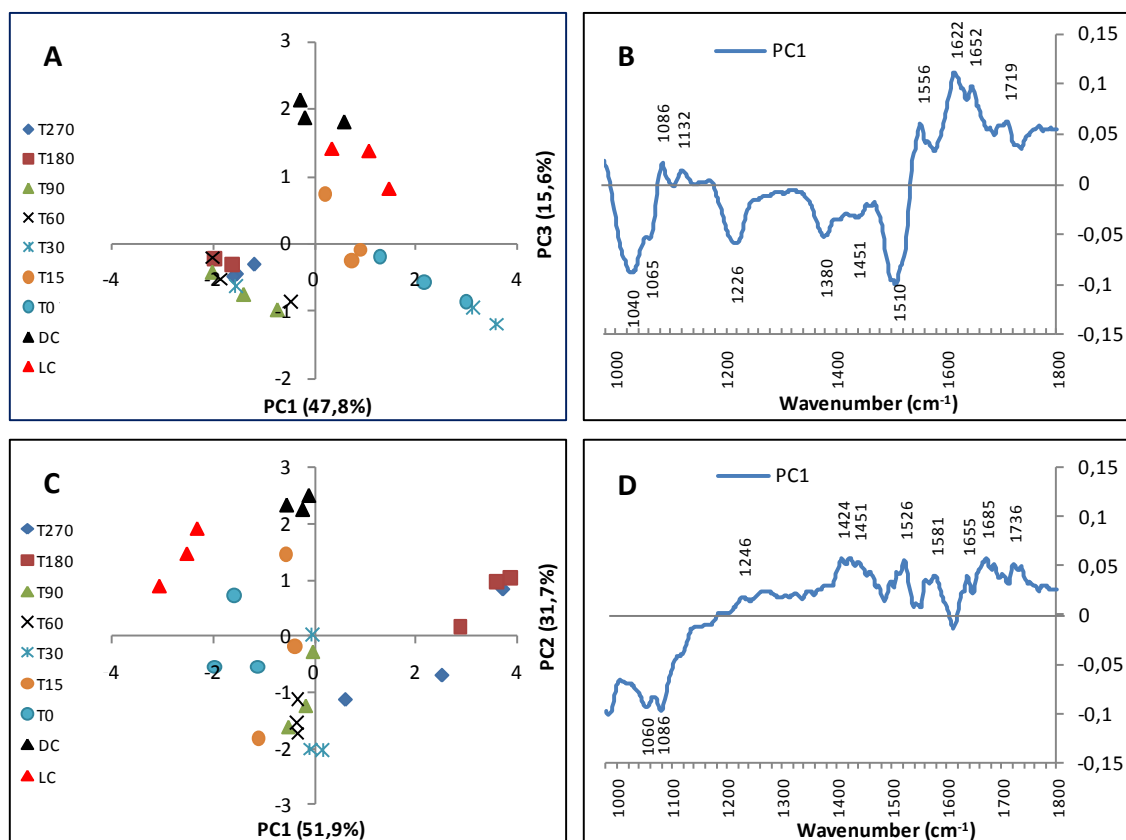 A
3
2
1
0
-1
-2
-4
-2
0
2
4
PC3 (15,6%)
PC1 (47,8%)
T270
T180
T90
T60
T30
T15
T0
DC
LC
B
PC1
1086
1132
1556
1622
1652
1719
1040
1065
1226
1380
1451
1510
0,15
0,1
0,05
0
-0,05
-0,1
-0,15
1000
1200
1400
1600
1800
Wavenumber (cm-1)
C
3
2
1
0
-1
-2
-3
4
-2
0
2
4
PC2 (31,7%)
PC1 (51,9%)
T270
T180
T90
T60
T30
T15
T0
DC
LC
D
PC1
1246
1424
1451
1526
1581
1655
1685
1736
1060
1086
0,15
0,1
0,05
0
-0,05
-0,1
-0,15
1000
1100
1200
1300
1400
1500
1600
1700
1800
Wavenumber (cm-1)